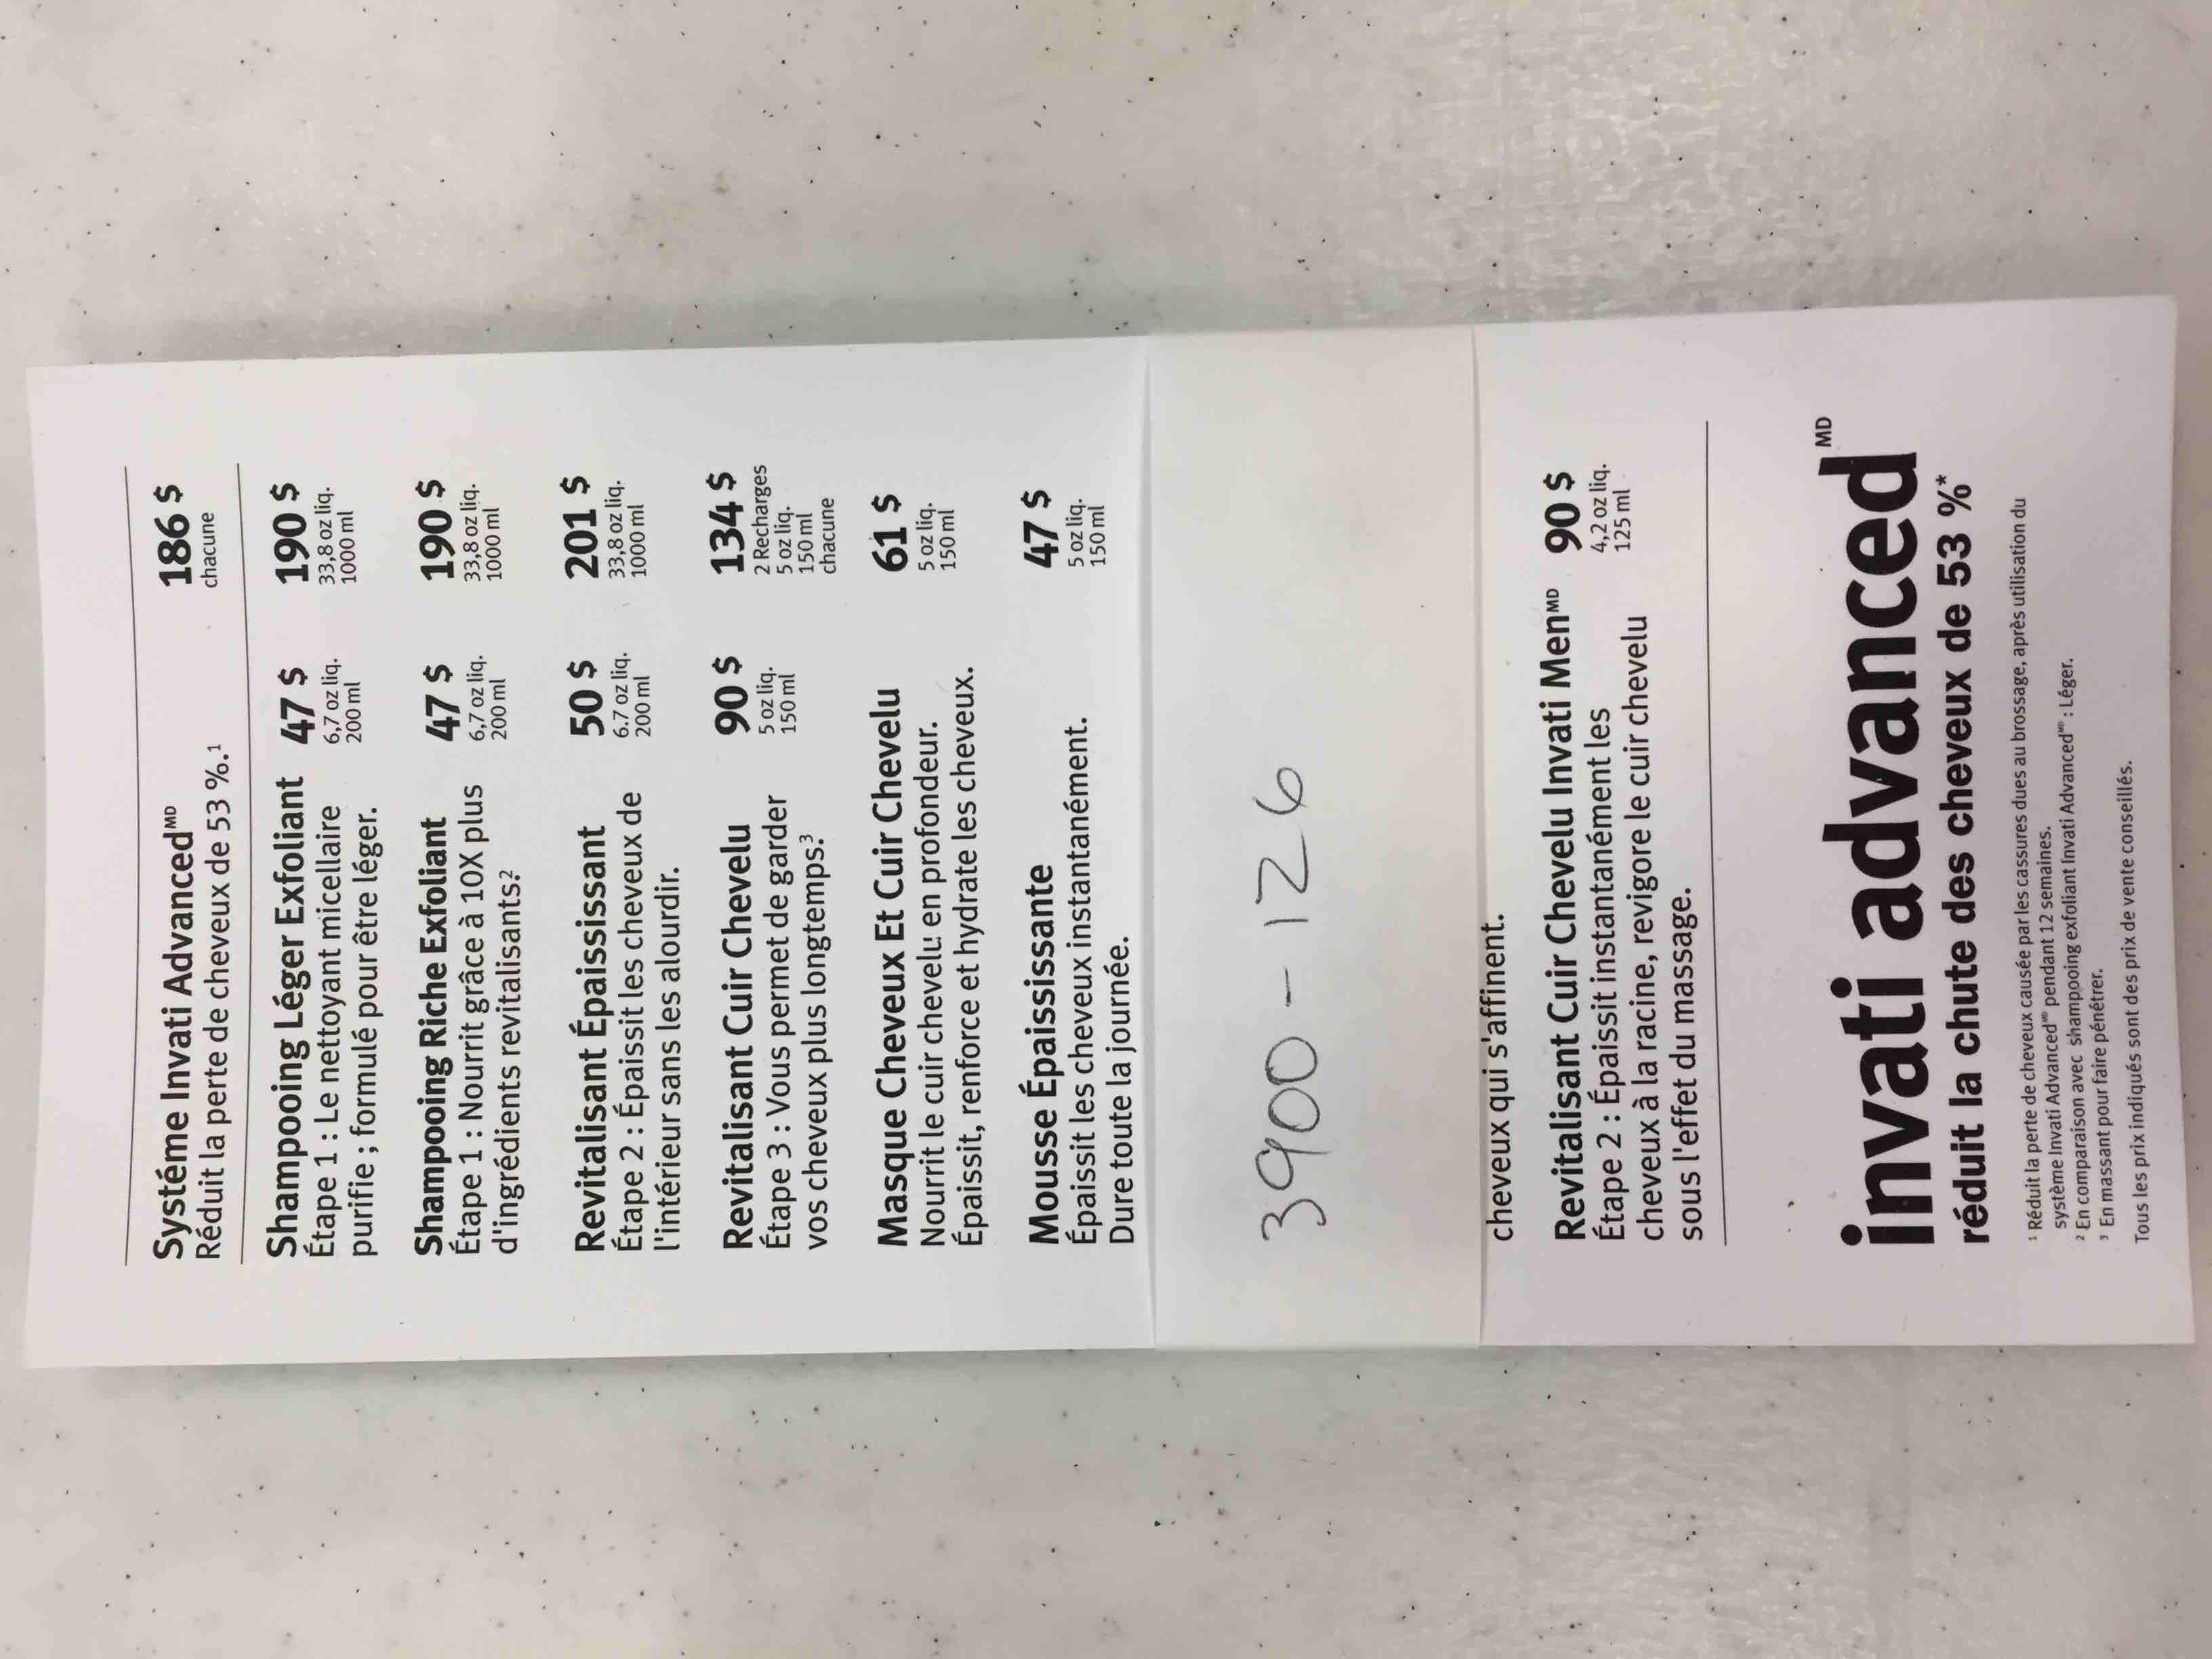 Systéme Invati Advancedᴹᴰ 186 $
Réduit la perte de cheveux de 53 %.¹ chacune
Shampooing Léger Exfoliant 47 $ 190 $
Étape 1 : Le nettoyant micellaire 6,7 oz liq. 33,8 oz liq.
purifie ; formulé pour être léger. 200 ml 1000 ml
Shampooing Riche Exfoliant 47 $ 190 $
Étape 1 : Nourrit grâce à 10X plus 6,7 oz liq. 33,8 oz liq.
d'ingrédients revitalisants.² 200 ml 1000 ml
Revitalisant Épaississant 50 $ 201 $
Étape 2 : Épaissit les cheveux de 6.7 oz liq. 33,8 oz liq.
l'intérieur sans les alourdir. 200 ml 1000 ml
Revitalisant Cuir Chevelu 90 $ 134 $
Étape 3 : Vous permet de garder 5 oz liq. 2 Recharges
vos cheveux plus longtemps.³ 150 ml 5 oz liq.
150 ml
chacune
Masque Cheveux Et Cuir Chevelu 61 $
Nourrit le cuir chevelu en profondeur. 5 oz liq.
Épaissit, renforce et hydrate les cheveux. 150 ml
Mousse Épaississante 47 $
Épaissit les cheveux instantanément. 5 oz liq.
Dure toute la journée. 150 ml
3900-126
cheveux qui s'affinent.
Revitalisant Cuir Chevelu Invati Menᴹᴰ 90 $
Étape 2 : Épaissit instantanément les 4,2 oz liq.
cheveux à la racine, revigore le cuir chevelu 125 ml
sous l'effet du massage.
invati advancedᴹᴰ
réduit la chute des cheveux de 53 %*
¹ Réduit la perte de cheveux causée par les cassures dues au brossage, après utilisation du
système Invati Advancedᴹᴰ pendant 12 semaines.
² En comparaison avec shampooing exfoliant Invati Advancedᴹᴰ : Léger.
³ En massant pour faire pénétrer.
Tous les prix indiqués sont des prix de vente conseillés.